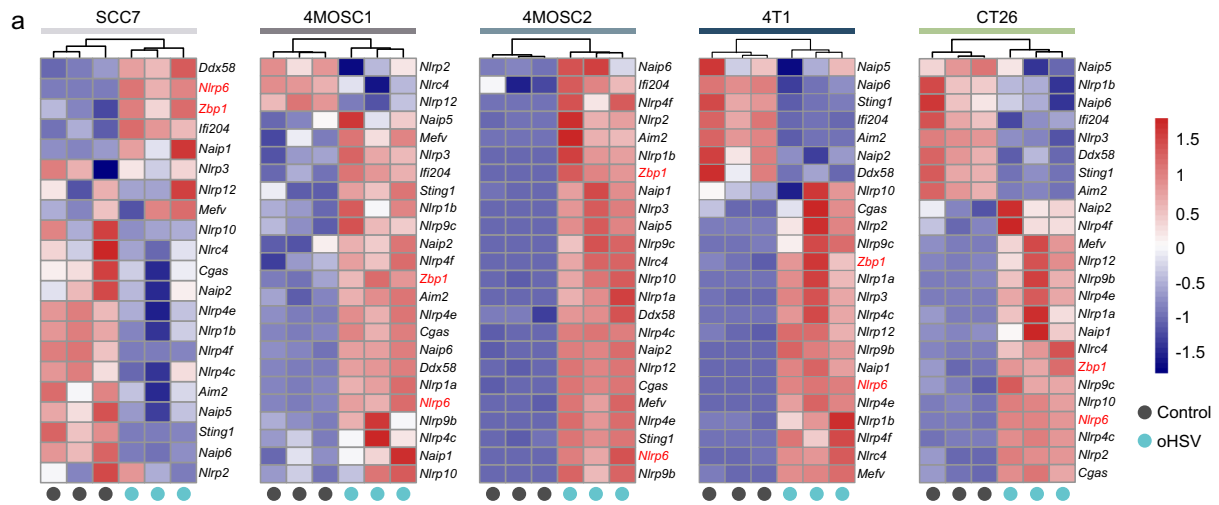 a
SCC7
Ddx58
Nlrp6
Zbp1
Ifi204
Naip1
Nlrp3
Nlrp12
Mefv
Nlrp10
Nlrc4
Cgas
Naip2
Nlrp4e
Nlrp1b
Nlrp4f
Nlrp4c
Aim2
Naip5
Sting1
Naip6
Nlrp2
4MOSC1
Nlrp2
Nlrc4
Nlrp12
Naip5
Mefv
Nlrp3
Ifi204
Sting1
Nlrp1b
Nlrp9c
Naip2
Nlrp4f
Zbp1
Aim2
Nlrp4e
Cgas
Naip6
Ddx58
Nlrp1a
Nlrp6
Nlrp9b
Nlrp4c
Naip1
Nlrp10
4MOSC2
Naip6
Ifi204
Nlrp4f
Nlrp2
Aim2
Nlrp1b
Zbp1
Naip1
Nlrp3
Naip5
Nlrp9c
Nlrc4
Nlrp10
Nlrp1a
Ddx58
Nlrp4c
Naip2
Nlrp12
Cgas
Mefv
Nlrp4e
Sting1
Nlrp6
Nlrp9b
4T1
Naip5
Naip6
Sting1
Ifi204
Aim2
Naip2
Ddx58
Nlrp10
Cgas
Nlrp2
Nlrp9c
Zbp1
Nlrp1a
Nlrp3
Nlrp4c
Nlrp12
Nlrp9b
Naip1
Nlrp6
Nlrp4e
Nlrp1b
Nlrp4f
Nlrc4
Mefv
CT26
Naip5
Nlrp1b
Naip6
Ifi204
Nlrp3
Ddx58
Sting1
Aim2
Naip2
Nlrp4f
Mefv
Nlrp12
Nlrp9b
Nlrp4e
Nlrp1a
Naip1
Nlrc4
Zbp1
Nlrp9c
Nlrp10
Nlrp6
Nlrp4c
Nlrp2
Cgas
1.5
1
0.5
0
-0.5
-1
-1.5
Control
oHSV